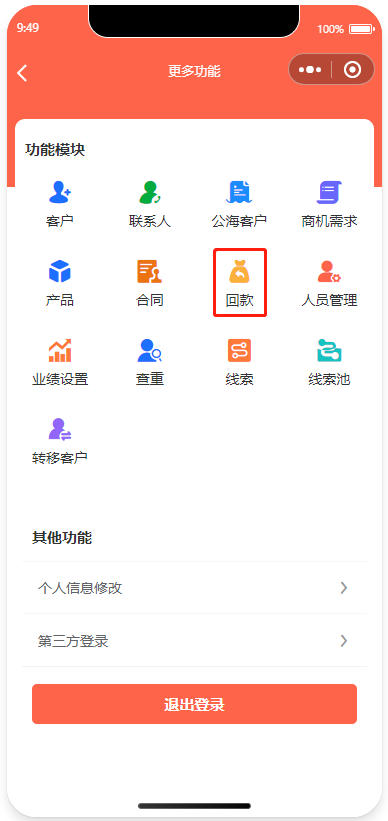 9:49
100%
更多功能
功能模块
客户
联系人
公海客户
商机需求
产品
合同
回款
人员管理
业绩设置
查重
线索
线索池
转移客户
其他功能
个人信息修改
第三方登录
退出登录